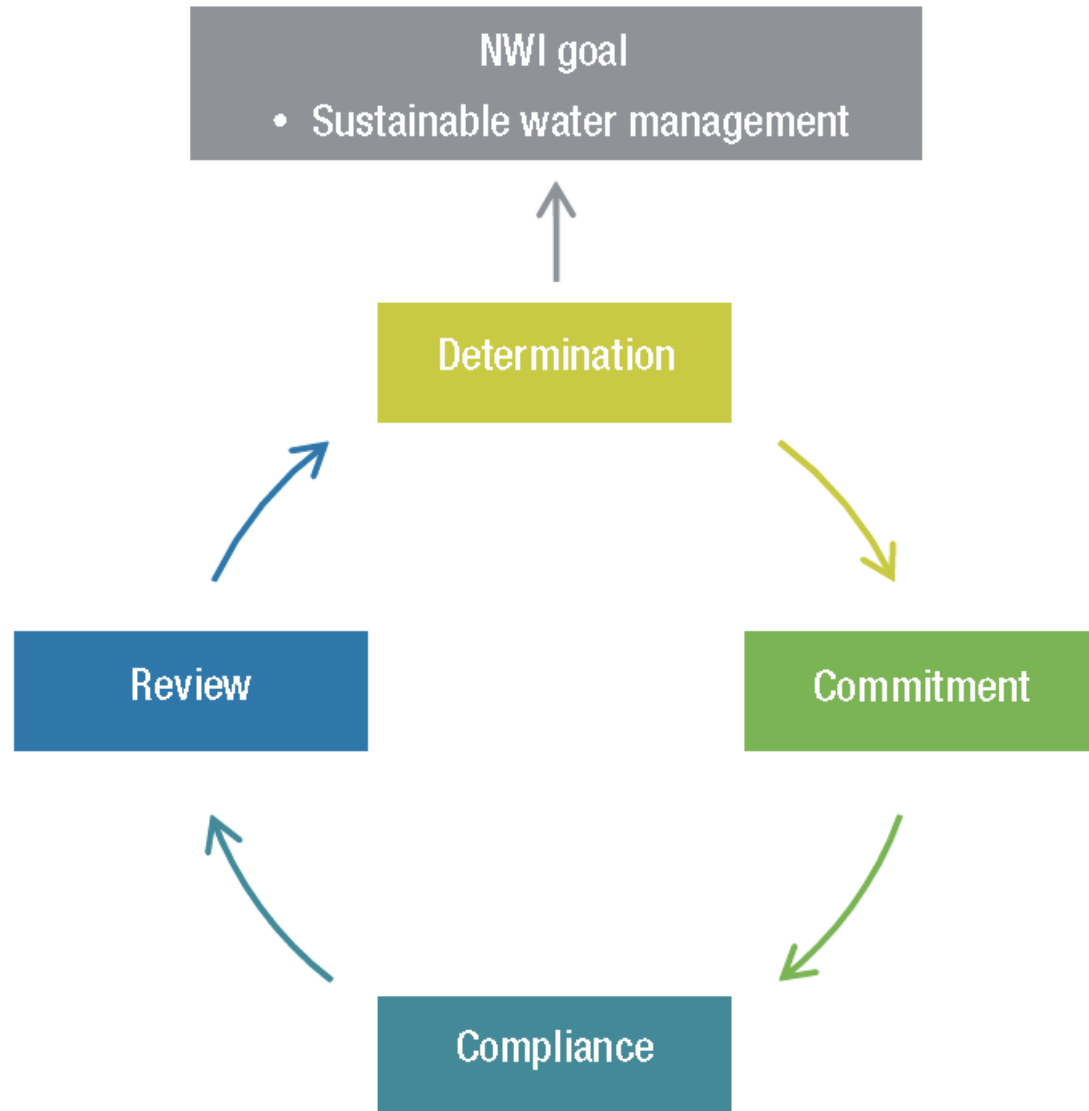 NWI goal
• Sustainable water management
Determination
Review
Commitment
Compliance